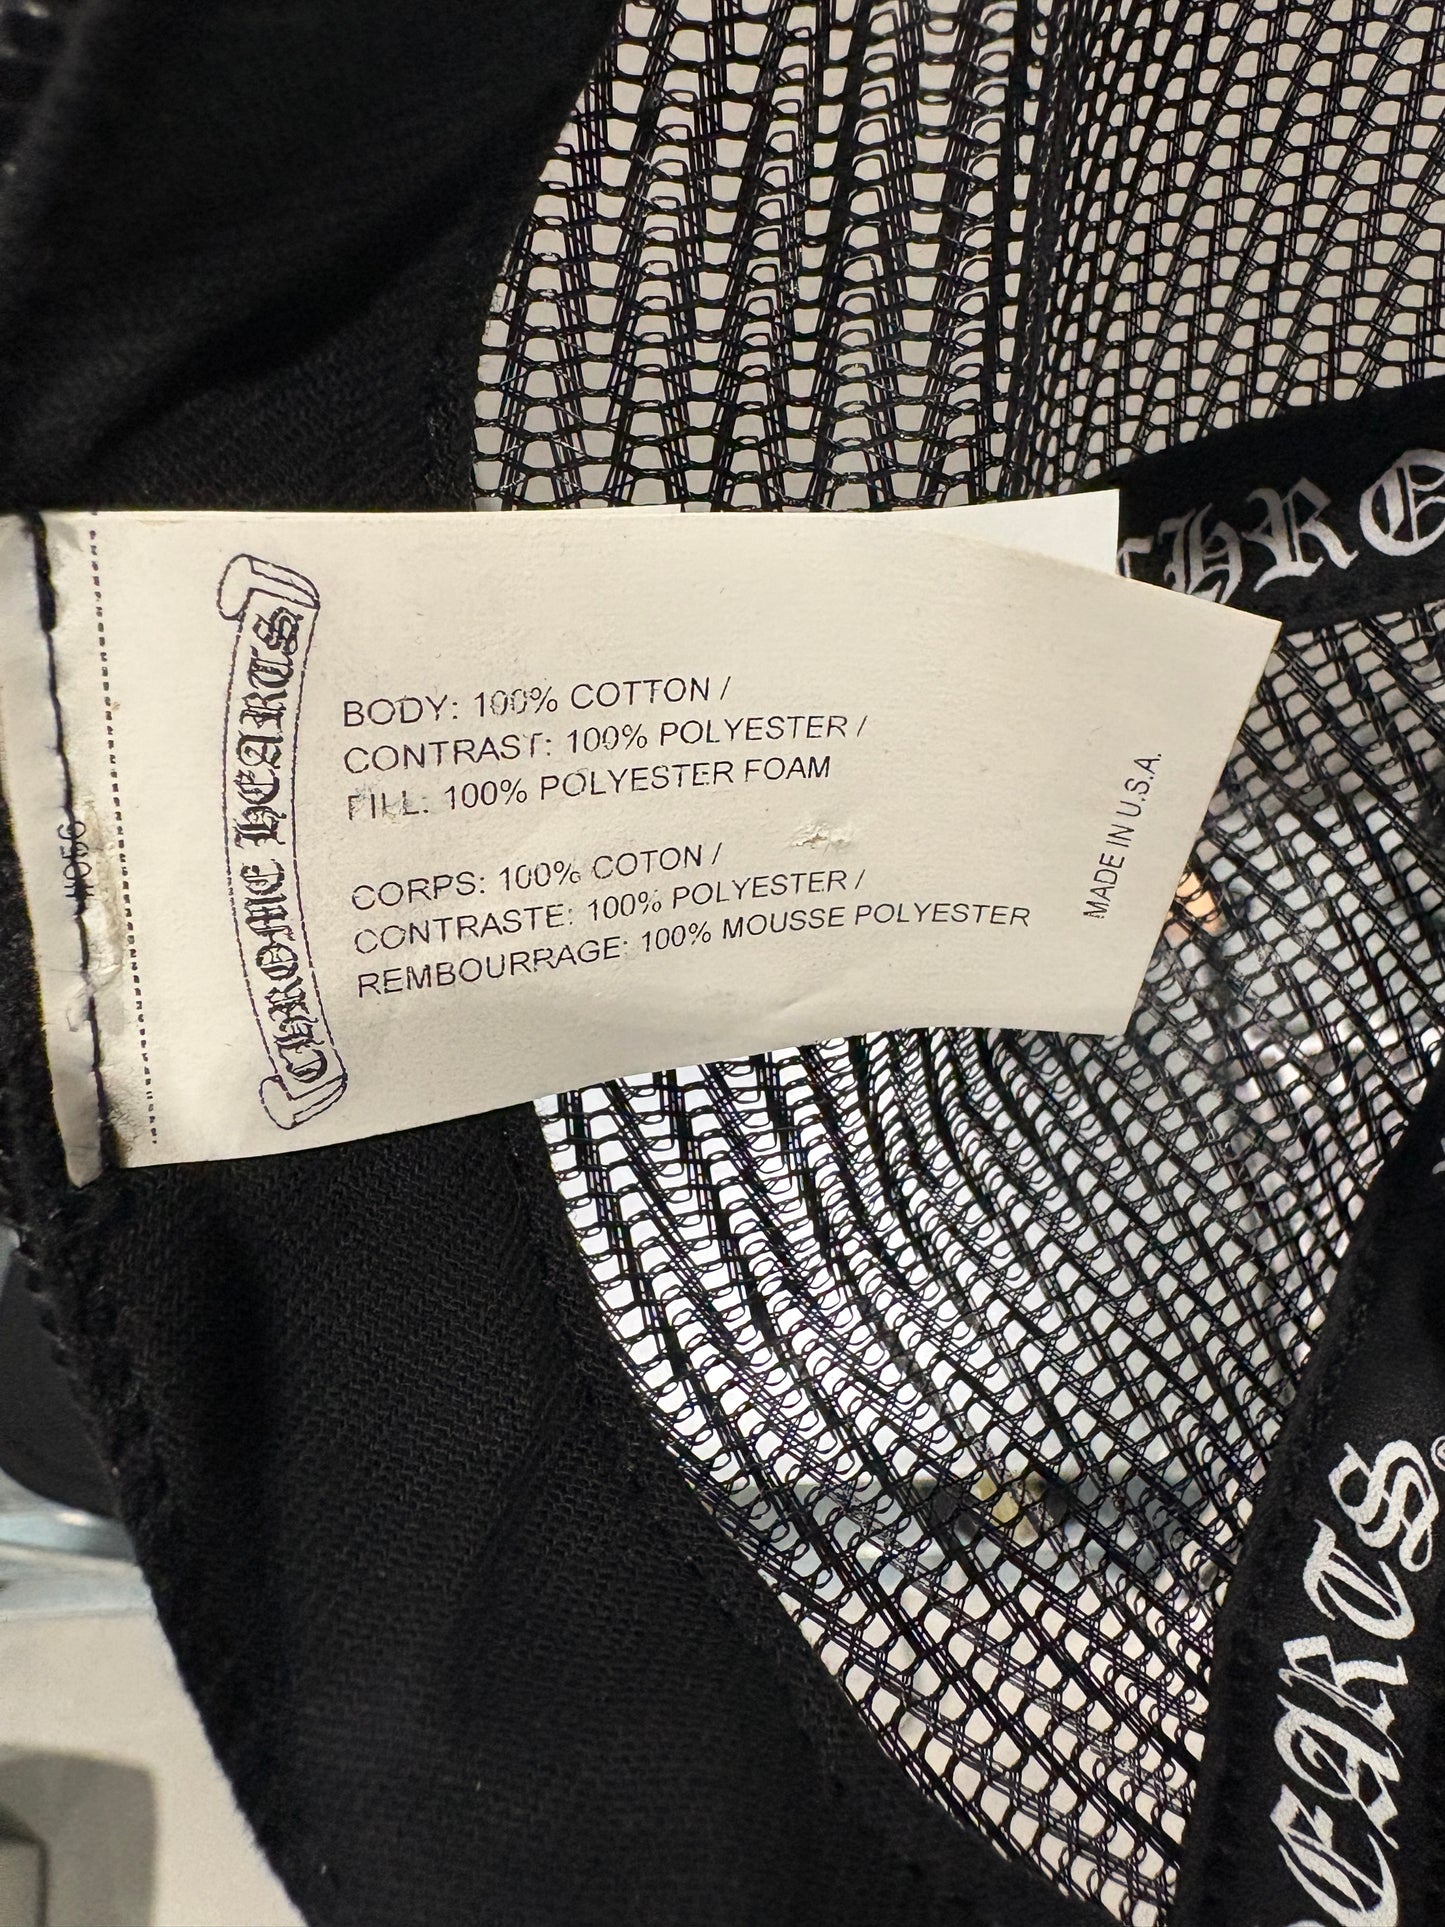 CHROME HEARTS
BODY: 100% COTTON /
CONTRAST: 100% POLYESTER /
FILL: 100% POLYESTER FOAM
CORPS: 100% COTON /
CONTRASTE: 100% POLYESTER /
REMBOURRAGE: 100% MOUSSE POLYESTER
MADE IN U.S.A.
CHRO
EARTS